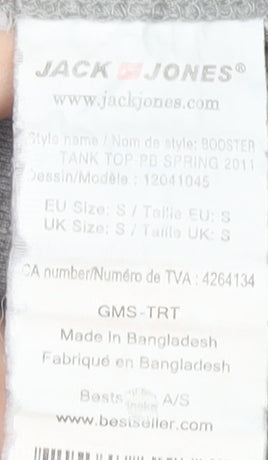 JACK JONES®
www.jackjones.com
Style name / Nom de style: BOOSTER
TANK TOP PB SPRING 2011
Dessin/Modèle : 12041045
EU Size: S / Taille EU: S
UK Size: S / Taille UK: S
CA number/Numéro de TVA : 4264134
GMS-TRT
Made In Bangladesh
Fabriqué en Bangladesh
A/S
www.bestseller.com